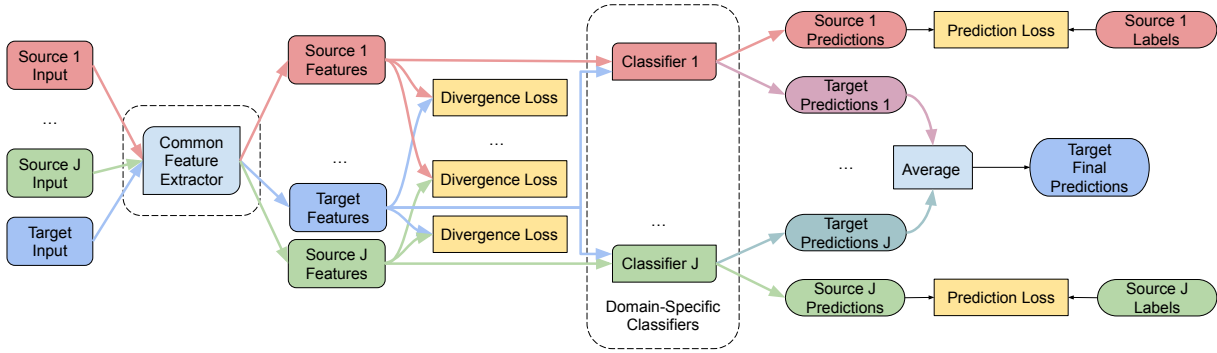 Source 1
Input
...
Source J
Input
Target
Input
Common
Feature
Extractor
Source 1
Features
...
Target
Features
Source J
Features
Divergence Loss
...
Divergence Loss
Divergence Loss
Classifier 1
...
Classifier J
Domain-Specific
Classifiers
Source 1
Predictions
Prediction Loss
Source 1
Labels
Target
Predictions 1
...
Average
Target
Final
Predictions
Target
Predictions J
Source J
Predictions
Prediction Loss
Source J
Labels